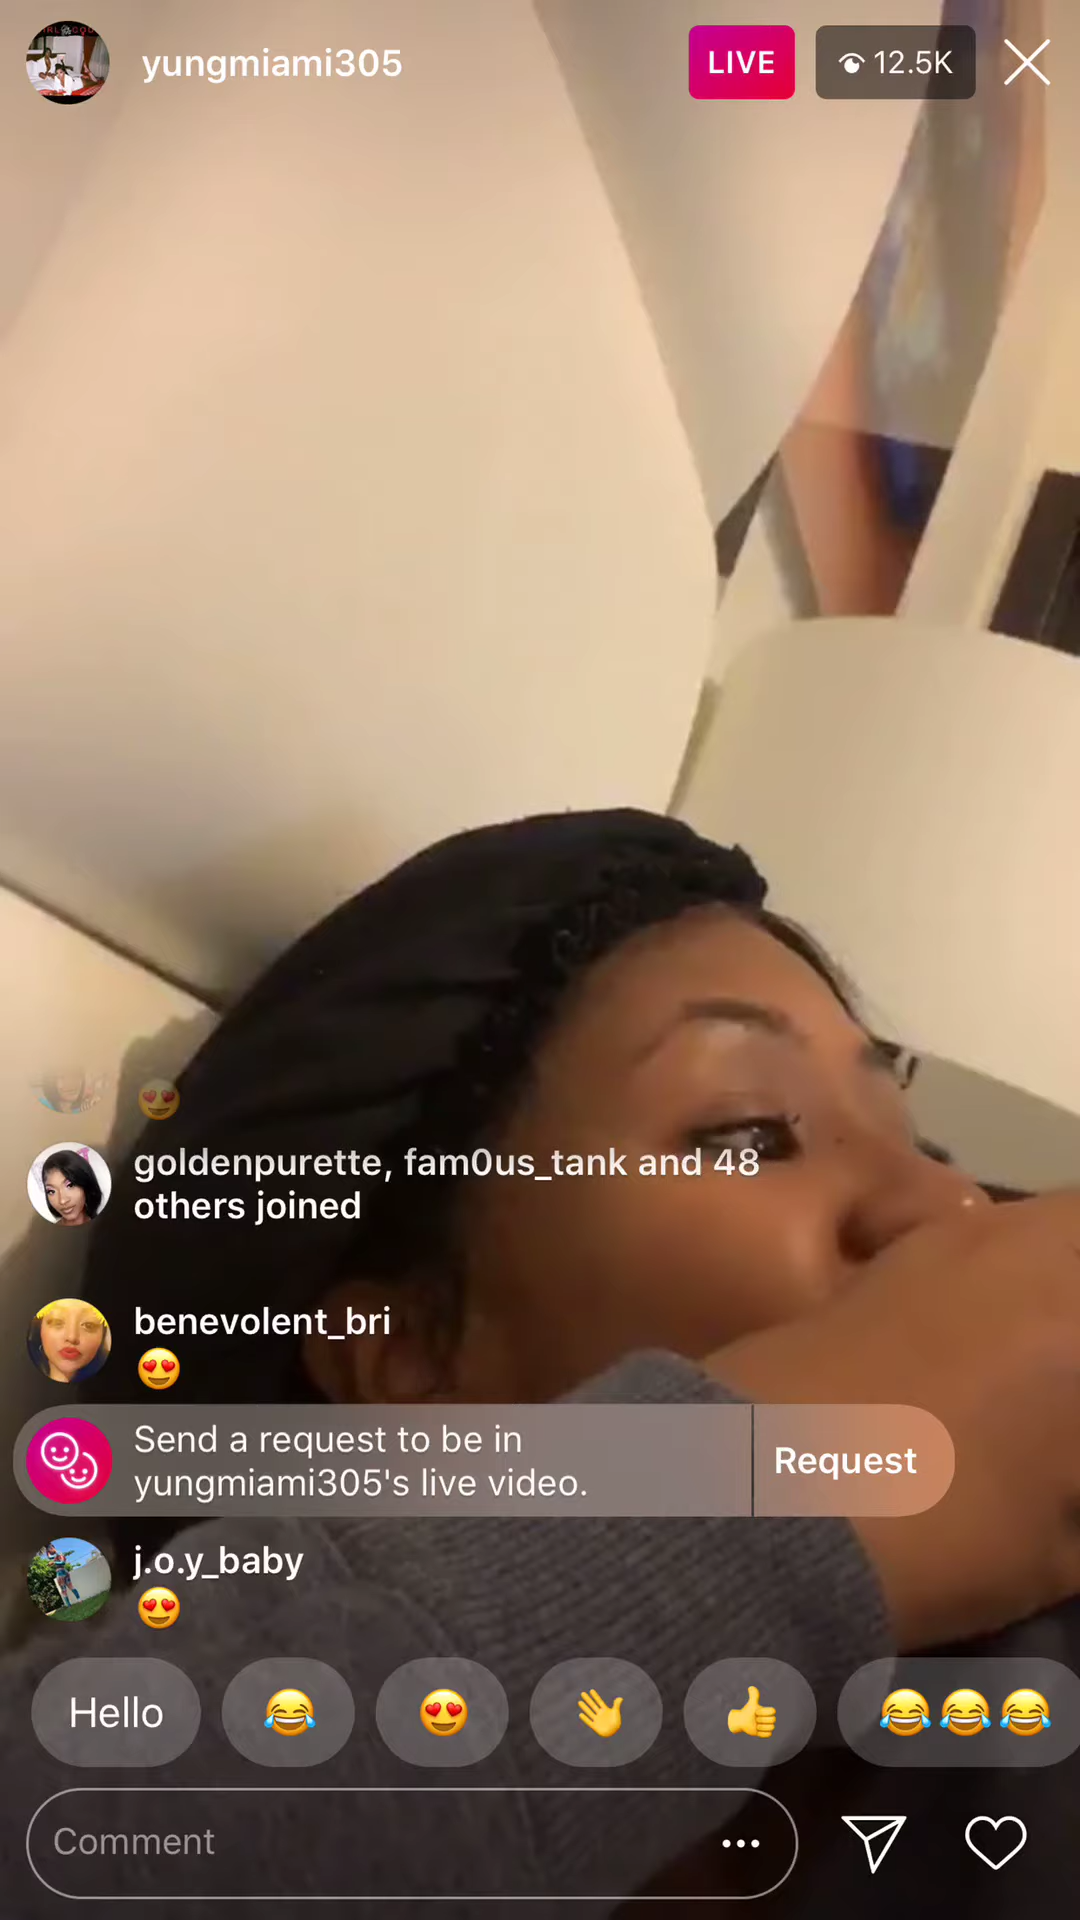 yungmiami305
LIVE
12.5K
goldenpurette, fam0us_tank and 48
others joined
benevolent_bri
😍
Send a request to be in
yungmiami305's live video.
Request
j.o.y_baby
😍
Hello
😂
😍
👋
👍
😂😂😂
Comment